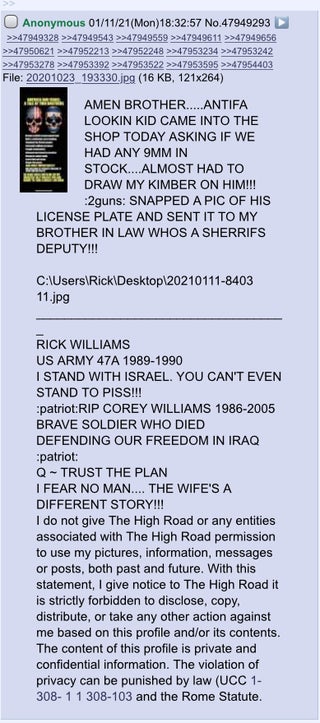 >>
Anonymous 01/11/21(Mon)18:32:57 No.47949293
>>47949328 >>47949543 >>47949559 >>47949611 >>47949656
>>47950621 >>47952213 >>47952248 >>47953234 >>47953242
>>47953278 >>47953392 >>47953522 >>47953595 >>47954403
File: 20201023_193330.jpg (16 KB, 121x264)
AMEN BROTHER.....ANTIFA
LOOKIN KID CAME INTO THE
SHOP TODAY ASKING IF WE
HAD ANY 9MM IN
STOCK....ALMOST HAD TO
DRAW MY KIMBER ON HIM!!!
:2guns: SNAPPED A PIC OF HIS
LICENSE PLATE AND SENT IT TO MY
BROTHER IN LAW WHOS A SHERRIFS
DEPUTY!!!
C:\Users\Rick\Desktop\20210111-8403
11.jpg
_____________________________________
_
RICK WILLIAMS
US ARMY 47A 1989-1990
I STAND WITH ISRAEL. YOU CAN'T EVEN
STAND TO PISS!!!
:patriot:RIP COREY WILLIAMS 1986-2005
BRAVE SOLDIER WHO DIED
DEFENDING OUR FREEDOM IN IRAQ
:patriot:
Q ~ TRUST THE PLAN
I FEAR NO MAN.... THE WIFE'S A
DIFFERENT STORY!!!
I do not give The High Road or any entities
associated with The High Road permission
to use my pictures, information, messages
or posts, both past and future. With this
statement, I give notice to The High Road it
is strictly forbidden to disclose, copy,
distribute, or take any other action against
me based on this profile and/or its contents.
The content of this profile is private and
confidential information. The violation of
privacy can be punished by law (UCC 1-
308- 1 1 308-103 and the Rome Statute.